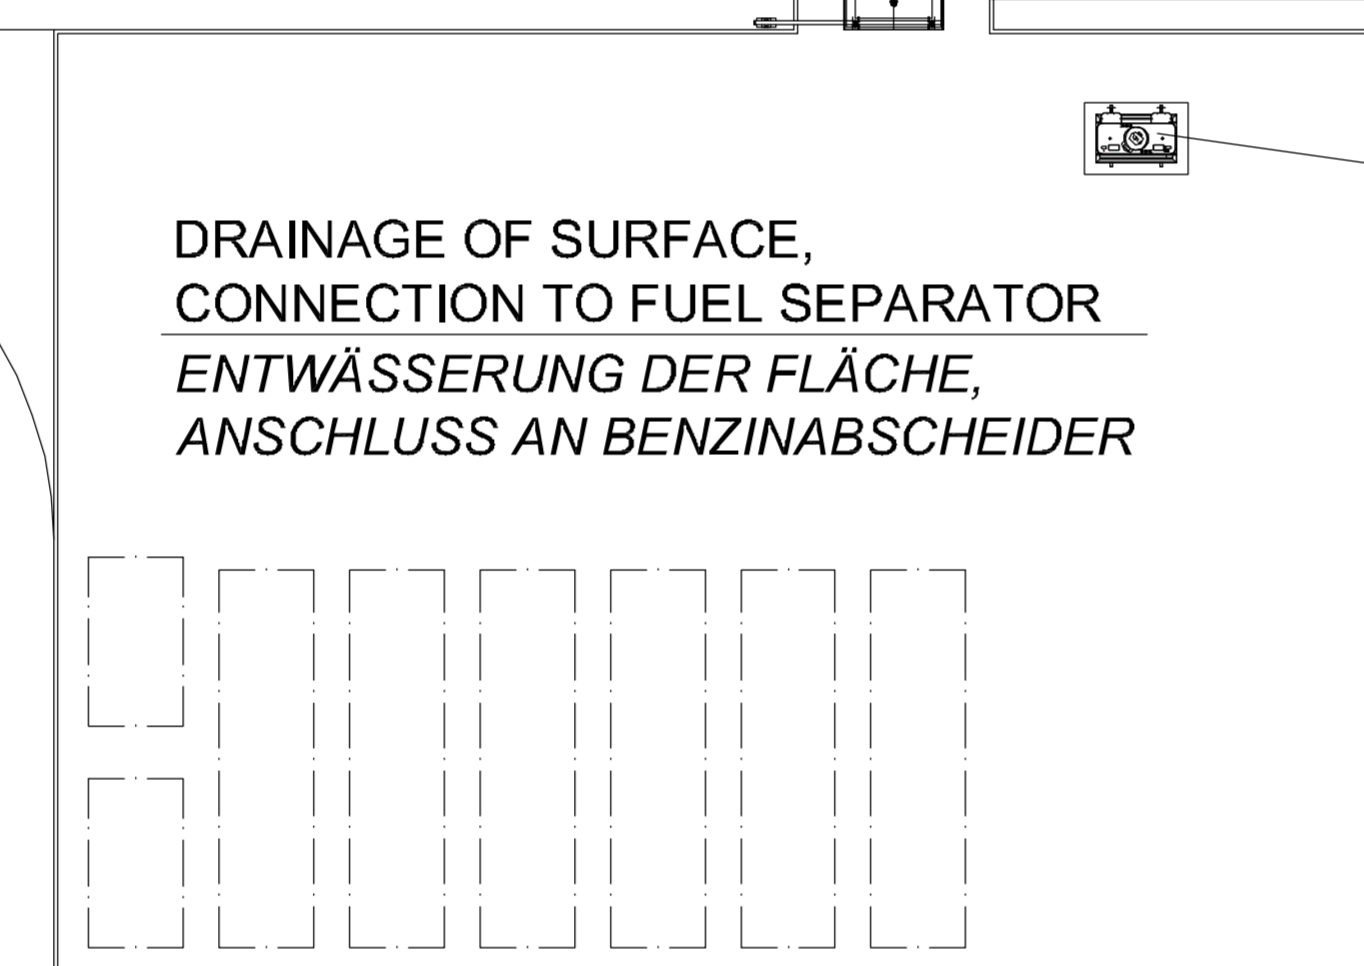 DRAINAGE OF SURFACE,
CONNECTION TO FUEL SEPARATOR
ENTWÄSSERUNG DER FLÄCHE,
ANSCHLUSS AN BENZINABSCHEIDER